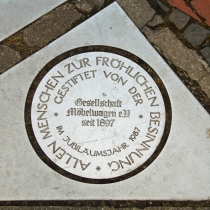 ALLEN MENSCHEN ZUR FRÖHLICHEN BESINNUNG
GESTIFTET VON DER
Gesellschaft
Möbelwagen e.V.
seit 1897
IM JUBILÄUMSJAHR 1987